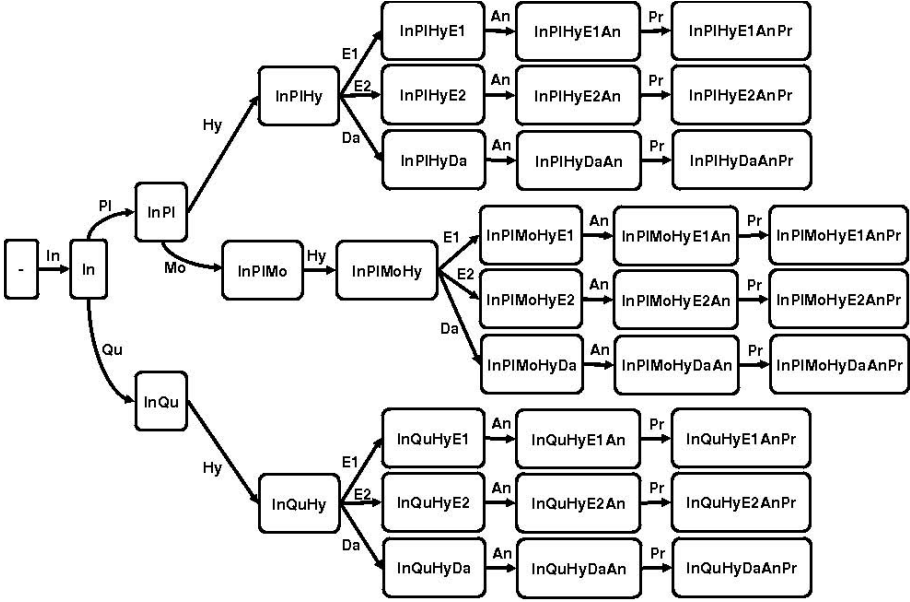 -
In
In
Pl
InPl
Hy
InPlHy
E1
InPlHyE1
An
InPlHyE1An
Pr
InPlHyE1AnPr
E2
InPlHyE2
An
InPlHyE2An
Pr
InPlHyE2AnPr
Da
InPlHyDa
An
InPlHyDaAn
Pr
InPlHyDaAnPr
Mo
InPlMo
Hy
InPlMoHy
E1
InPlMoHyE1
An
InPlMoHyE1An
Pr
InPlMoHyE1AnPr
E2
InPlMoHyE2
An
InPlMoHyE2An
Pr
InPlMoHyE2AnPr
Da
InPlMoHyDa
An
InPlMoHyDaAn
Pr
InPlMoHyDaAnPr
Qu
InQu
Hy
InQuHy
E1
InQuHyE1
An
InQuHyE1An
Pr
InQuHyE1AnPr
E2
InQuHyE2
An
InQuHyE2An
Pr
InQuHyE2AnPr
Da
InQuHyDa
An
InQuHyDaAn
Pr
InQuHyDaAnPr